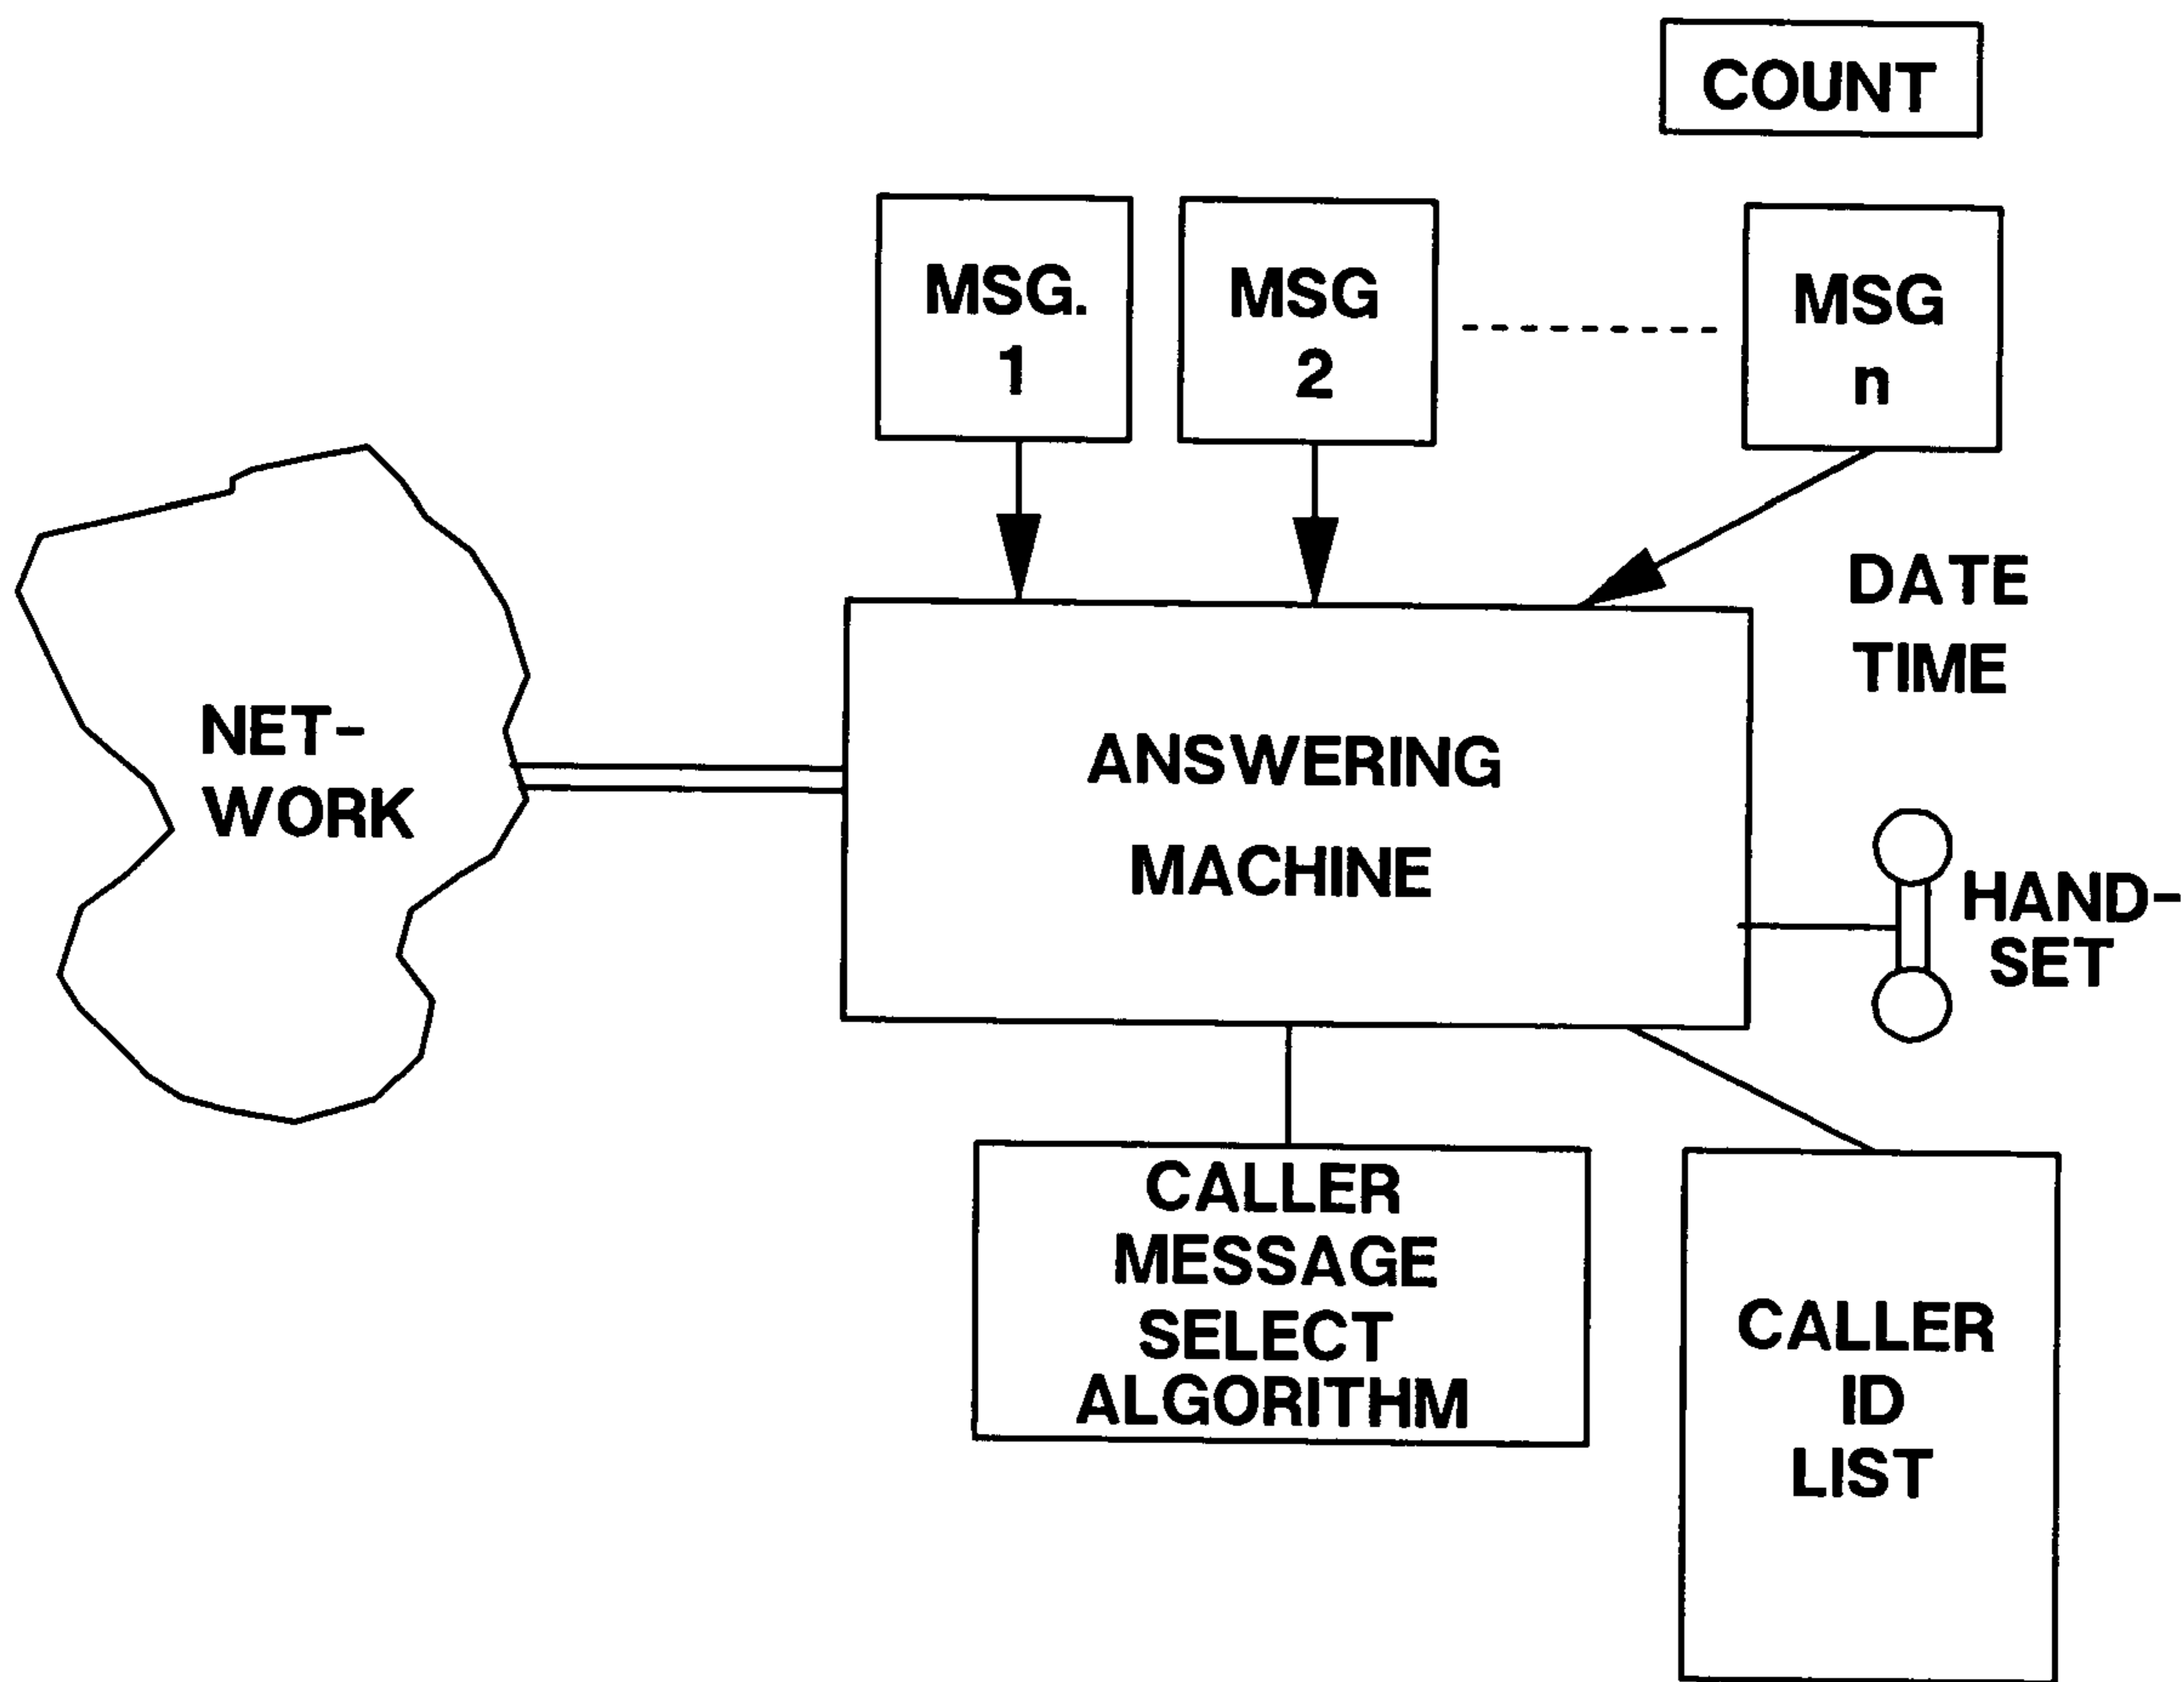 COUNT
MSG.
1
MSG
2
MSG
n
DATE
TIME
NET-
WORK
ANSWERING
MACHINE
HAND-
SET
CALLER
MESSAGE
SELECT
ALGORITHM
CALLER
ID
LIST